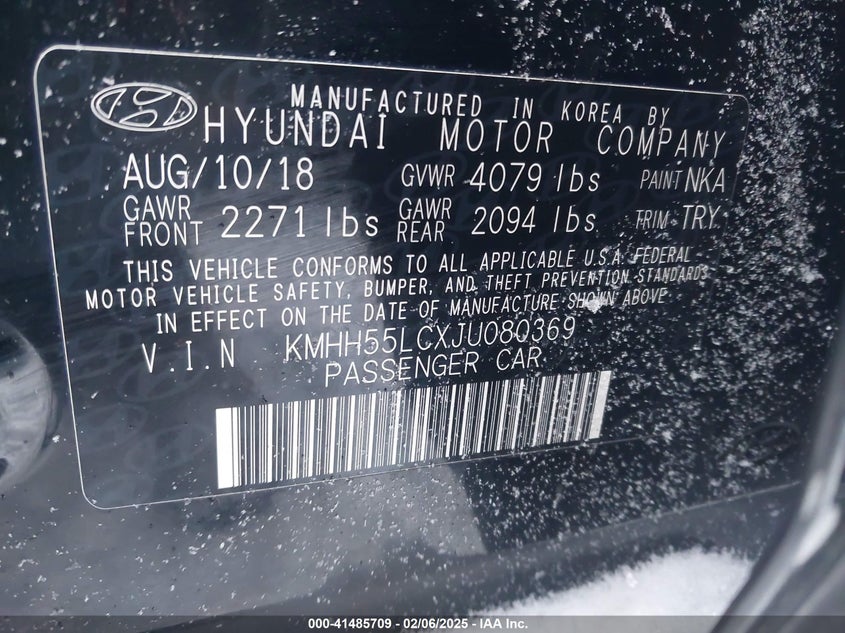 MANUFACTURED IN KOREA BY
HYUNDAI MOTOR COMPANY
AUG/10/18 GVWR 4079 lbs PAINT NKA
GAWR FRONT 2271 lbs GAWR REAR 2094 lbs TRIM TRY
THIS VEHICLE CONFORMS TO ALL APPLICABLE U.S.A. FEDERAL
MOTOR VEHICLE SAFETY, BUMPER, AND THEFT PREVENTION STANDARDS
IN EFFECT ON THE DATE OF MANUFACTURE SHOWN ABOVE
V.I.N KMHH55LCXJU080369
PASSENGER CAR
000-41485709 - 02/06/2025 - IAA Inc.